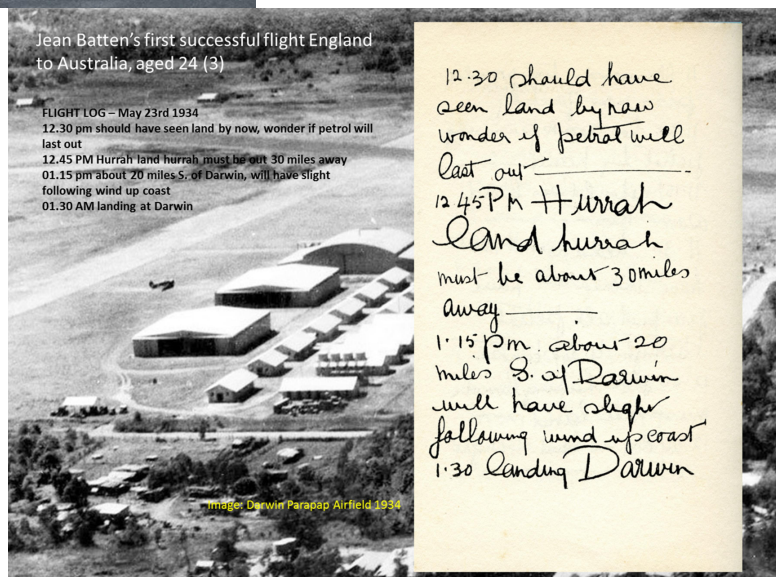 Jean Batten's first successful flight England
to Australia, aged 24 (3)
FLIGHT LOG – May 23rd 1934
12.30 pm should have seen land by now, wonder if petrol will
last out
12.45 PM Hurrah land hurrah must be out 30 miles away
01.15 pm about 20 miles S. of Darwin, will have slight
following wind up coast
01.30 AM landing at Darwin
Image: Darwin Parapap Airfield 1934
12.30 should have
seen land by now
wonder if petrol will
last out
12 45 PM Hurrah
land hurrah
must be about 30 miles
away
1.15 pm. about 20
miles S. of Darwin
will have slight
following wind up coast
1.30 landing Darwin